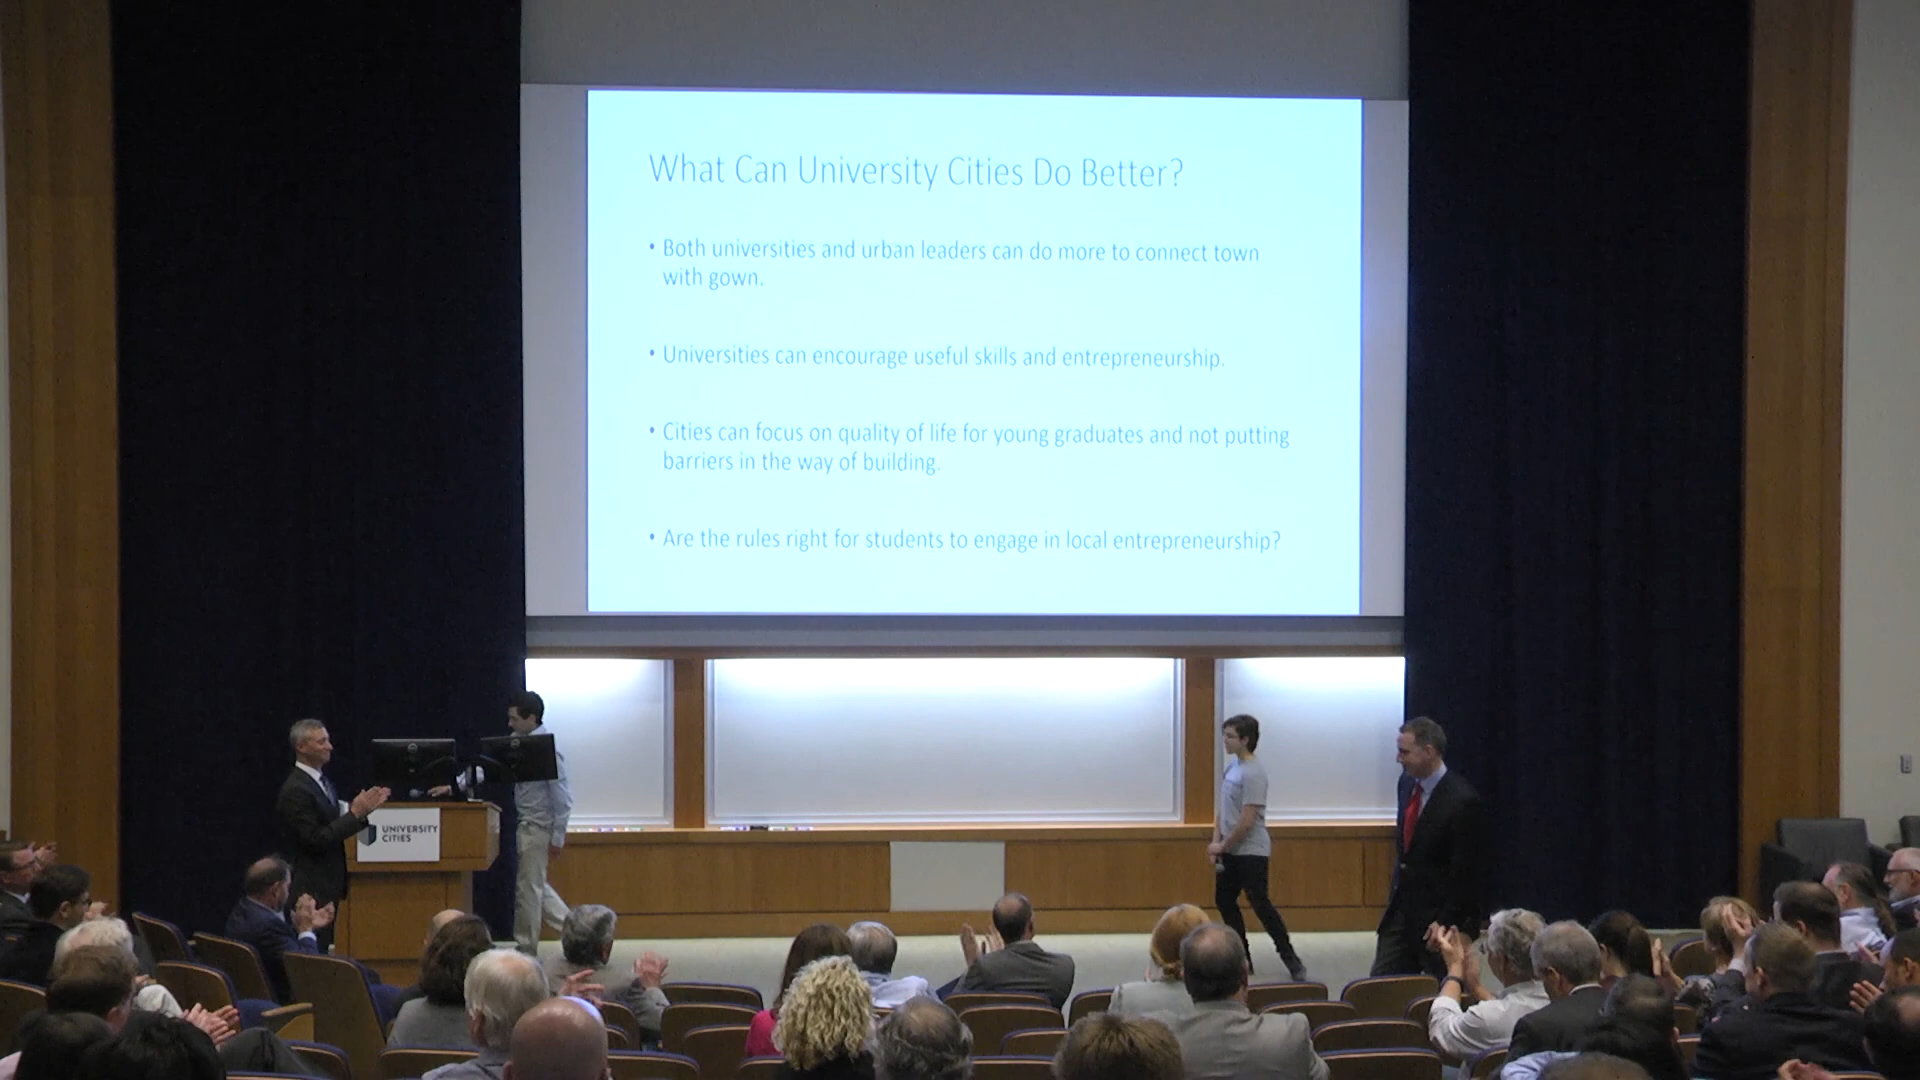 What Can University Cities Do Better?
• Both universities and urban leaders can do more to connect town
with gown.
• Universities can encourage useful skills and entrepreneurship.
• Cities can focus on quality of life for young graduates and not putting
barriers in the way of building.
• Are the rules right for students to engage in local entrepreneurship?
UNIVERSITY
CITIES